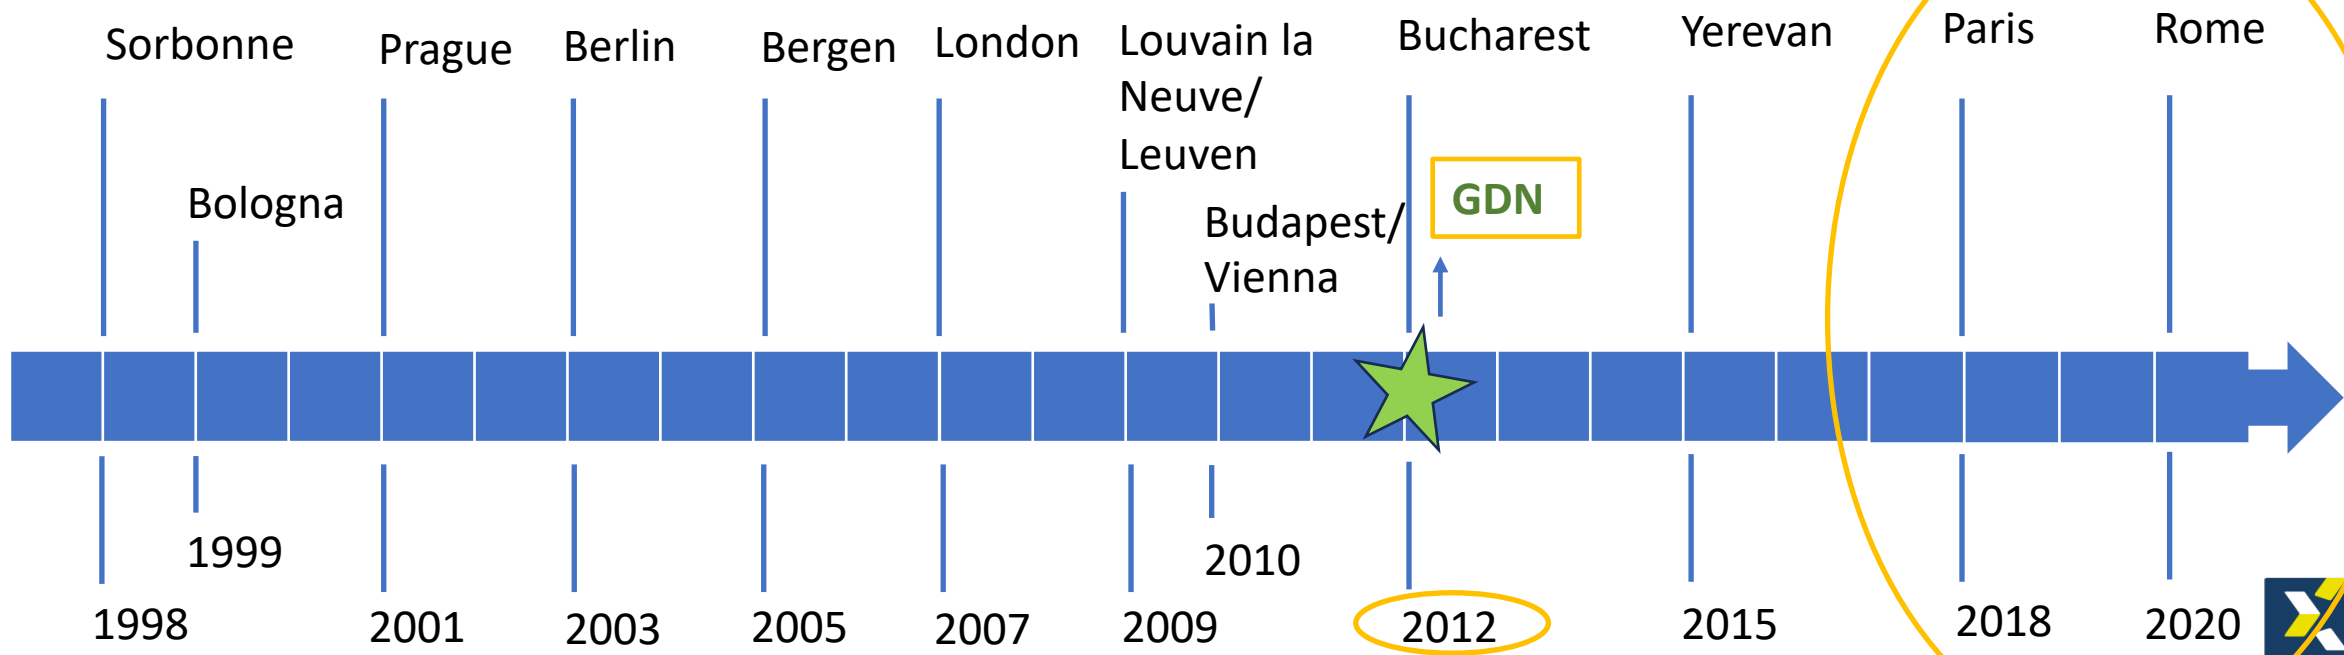 Sorbonne
Prague
Berlin
Bergen
London
Louvain la
Neuve/
Leuven
Bucharest
Yerevan
Paris
Rome
Bologna
Budapest/
Vienna
GDN
1999
2010
1998
2001
2003
2005
2007
2009
2012
2015
2018
2020